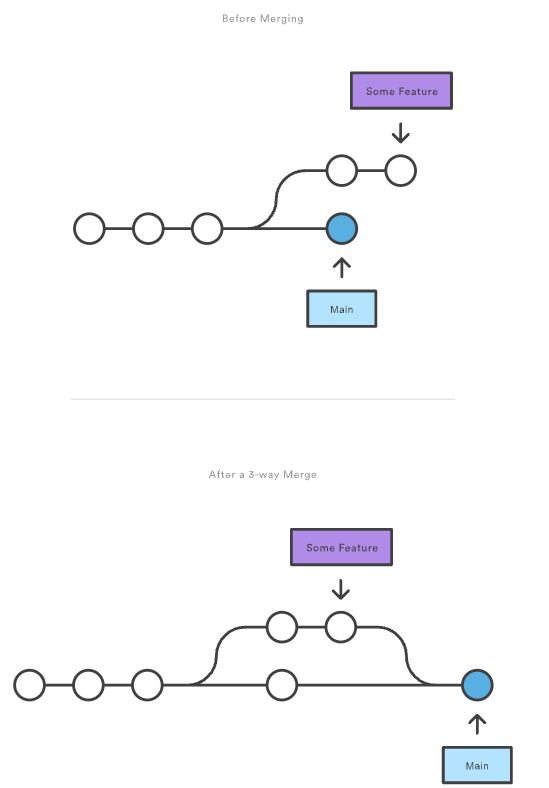 Before Merging
Some Feature
Main
After a 3-way Merge
Some Feature
Main